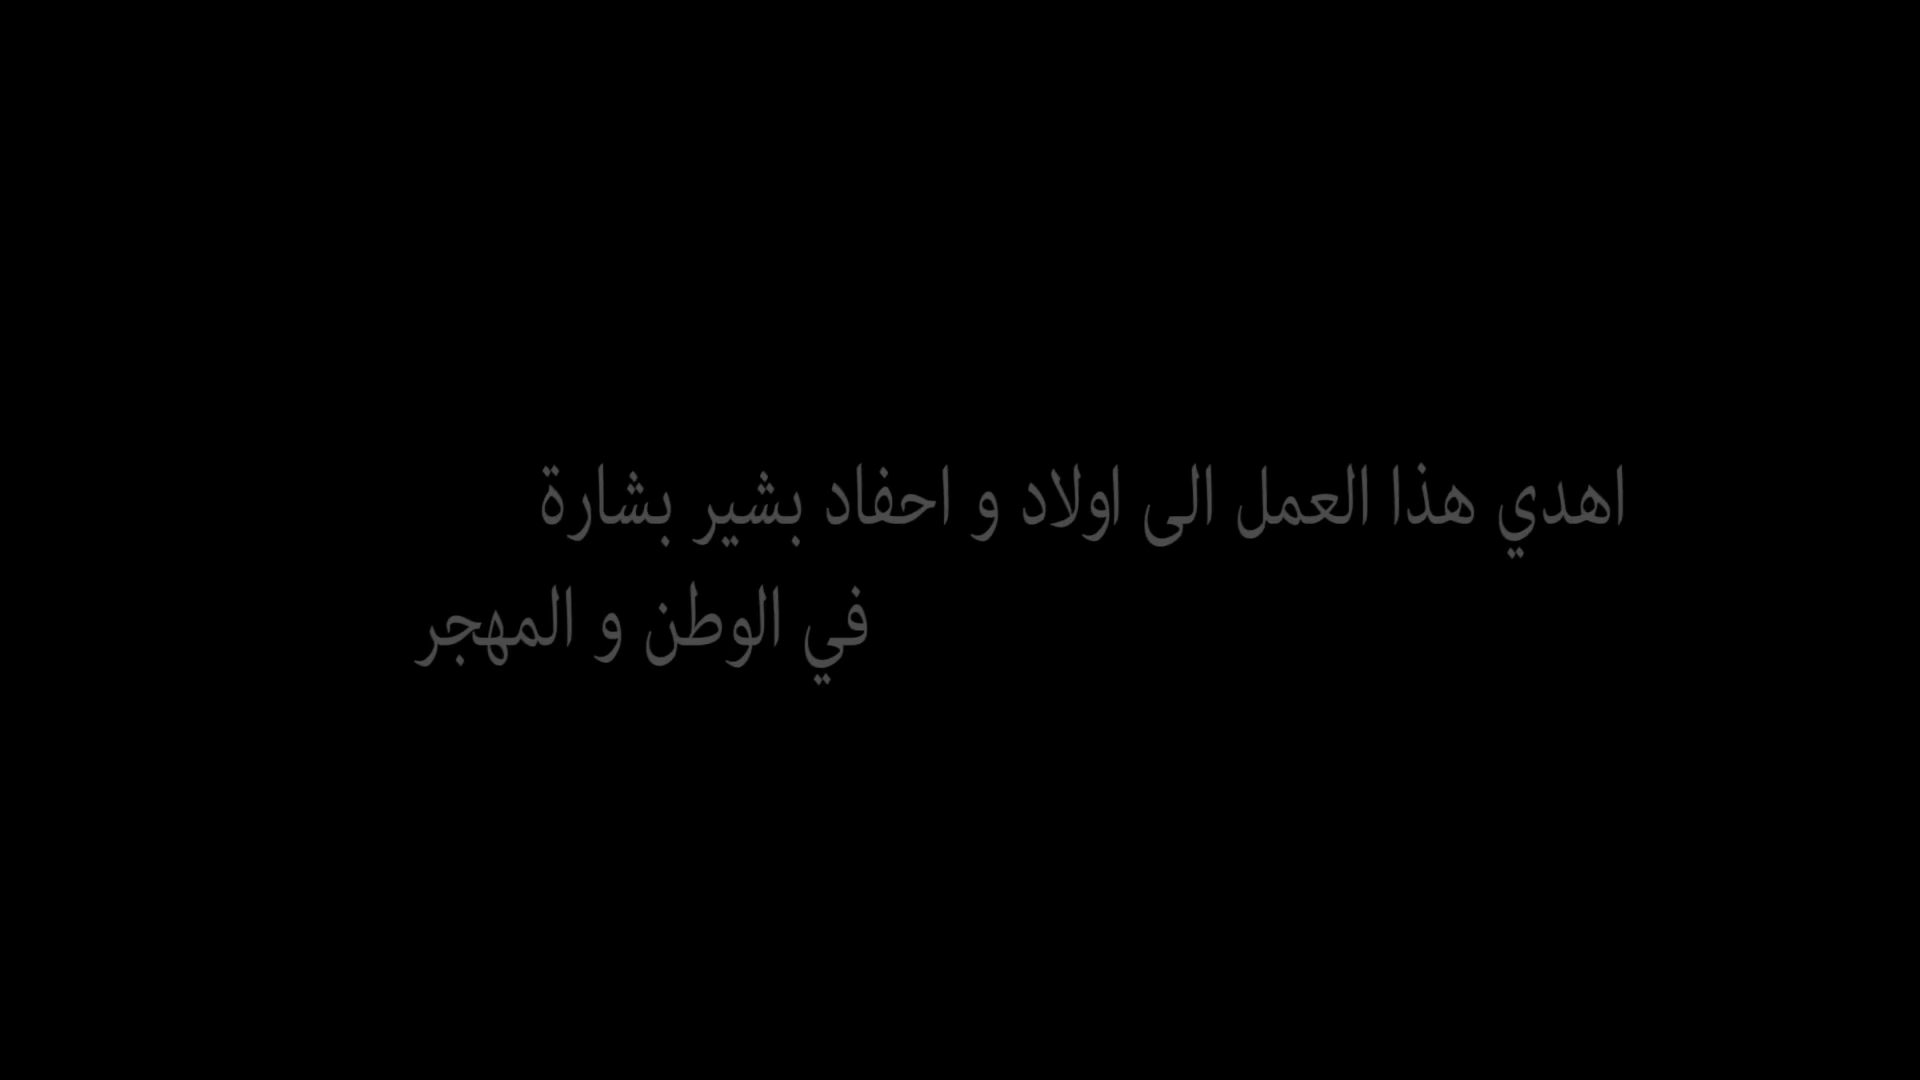 اهدي هذا العمل الى اولاد و احفاد بشير بشارة
في الوطن و المهجر